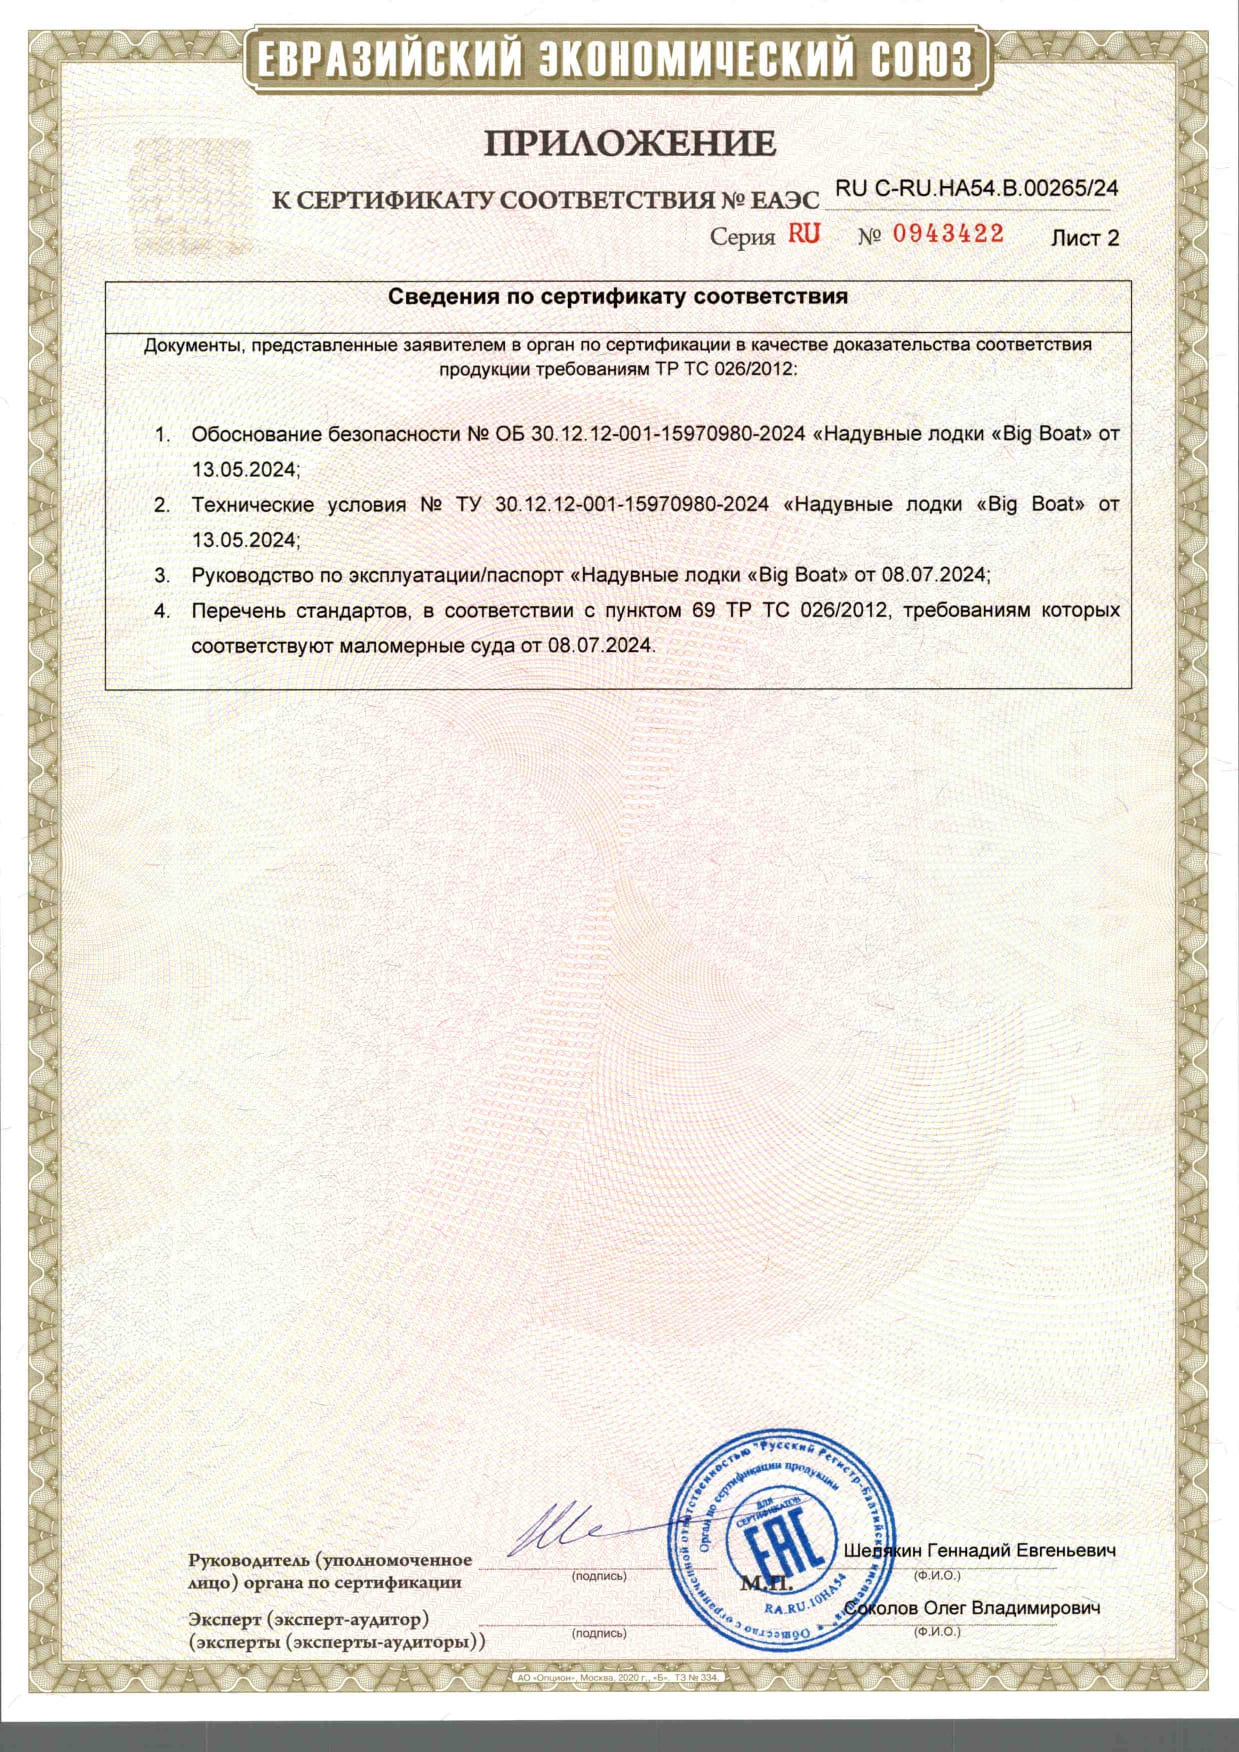 ЕВРАЗИЙСКИЙ ЭКОНОМИЧЕСКИЙ СОЮЗ
ПРИЛОЖЕНИЕ
К СЕРТИФИКАТУ СООТВЕТСТВИЯ № ЕАЭС RU С-RU.НА54.В.00265/24
Серия RU № 0943422 Лист 2
Сведения по сертификату соответствия
Документы, представленные заявителем в орган по сертификации в качестве доказательства соответствия
продукции требованиям ТР ТС 026/2012:
1. Обоснование безопасности № ОБ 30.12.12-001-15970980-2024 «Надувные лодки «Big Boat» от
13.05.2024;
2. Технические условия № ТУ 30.12.12-001-15970980-2024 «Надувные лодки «Big Boat» от
13.05.2024;
3. Руководство по эксплуатации/паспорт «Надувные лодки «Big Boat» от 08.07.2024;
4. Перечень стандартов, в соответствии с пунктом 69 ТР ТС 026/2012, требованиям которых
соответствуют маломерные суда от 08.07.2024.
Общество с ограниченной ответственностью "Русский Регистр-Балтийская инспекция"
Орган по сертификации продукции
ДЛЯ
СЕРТИФИКАТОВ
ЕАС
RA.RU.10НА54
Руководитель (уполномоченное
лицо) органа по сертификации
(подпись)
М.П.
Шелякин Геннадий Евгеньевич
(Ф.И.О.)
Эксперт (эксперт-аудитор)
(эксперты (эксперты-аудиторы))
(подпись)
Соколов Олег Владимирович
(Ф.И.О.)
АО «Опцион», Москва, 2020 г., «Б», ТЗ № 334.